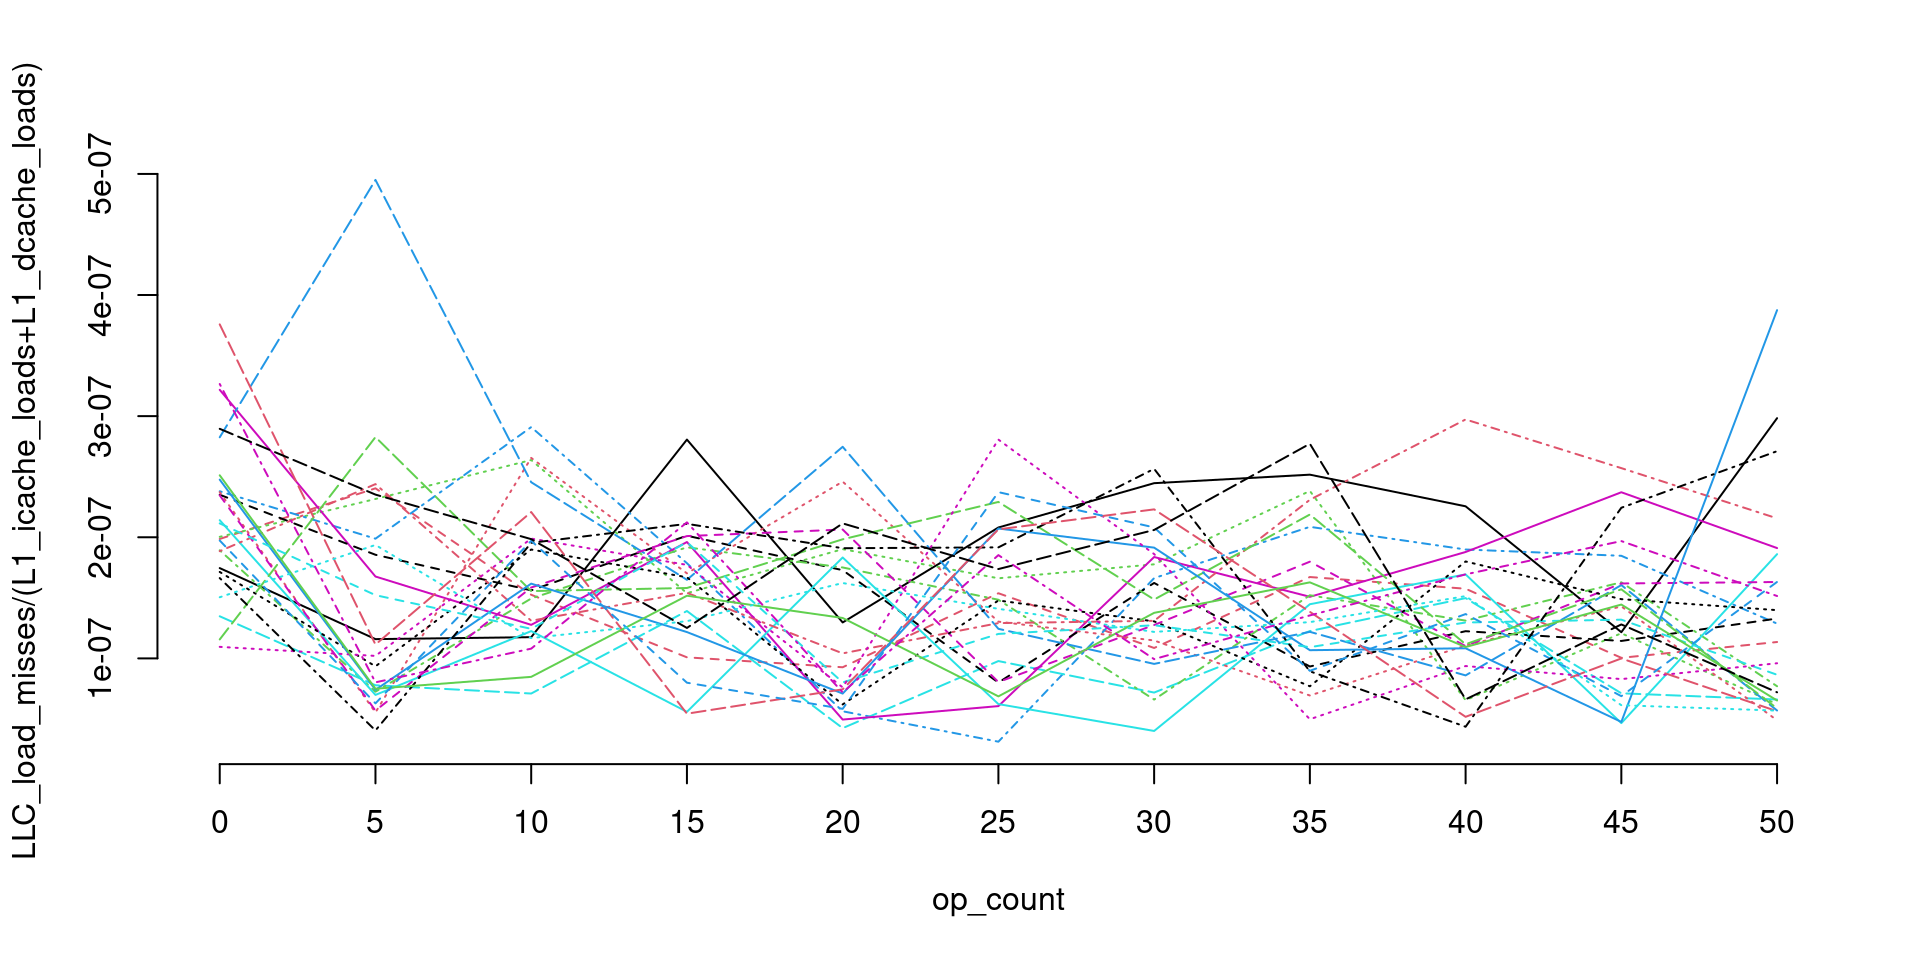 LLC_load_misses/(L1_icache_loads+L1_dcache_loads)
5e-07
4e-07
3e-07
2e-07
1e-07
0 5 10 15 20 25 30 35 40 45 50
op_count